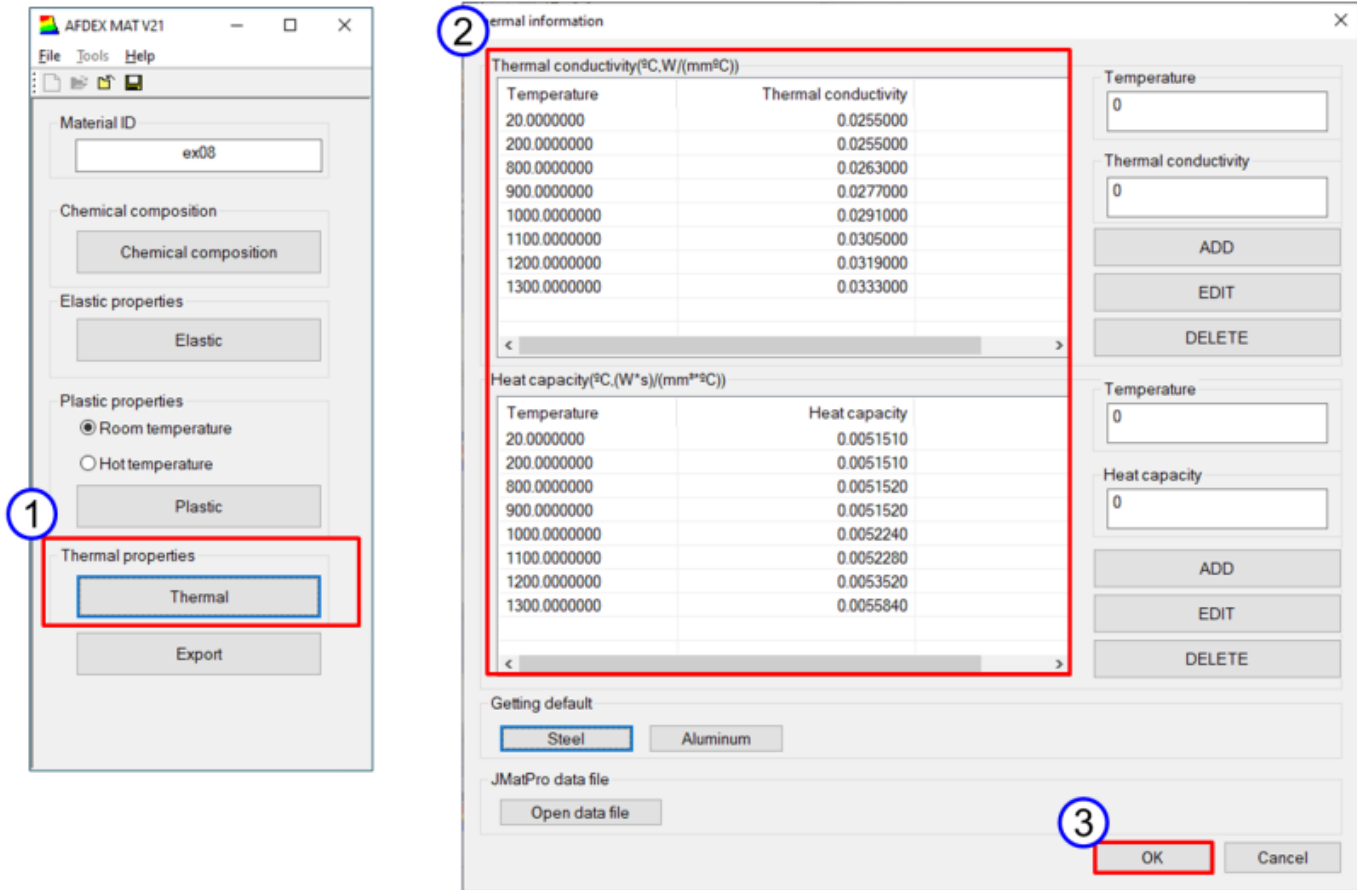 AFDEX MAT V21
File Tools Help
Material ID
ex08
Chemical composition
Chemical composition
Elastic properties
Elastic
Plastic properties
Room temperature
Hot temperature
Plastic
1
Thermal properties
Thermal
Export
2
ermal information
Thermal conductivity(ºC,W/(mmºC))
Temperature Thermal conductivity
20.0000000 0.0255000
200.0000000 0.0255000
800.0000000 0.0263000
900.0000000 0.0277000
1000.0000000 0.0291000
1100.0000000 0.0305000
1200.0000000 0.0319000
1300.0000000 0.0333000
Temperature
0
Thermal conductivity
0
ADD
EDIT
DELETE
Heat capacity(ºC,(W*s)/(mm³*ºC))
Temperature Heat capacity
20.0000000 0.0051510
200.0000000 0.0051510
800.0000000 0.0051520
900.0000000 0.0051520
1000.0000000 0.0052240
1100.0000000 0.0052280
1200.0000000 0.0053520
1300.0000000 0.0055840
Temperature
0
Heat capacity
0
ADD
EDIT
DELETE
Getting default
Steel Aluminum
JMatPro data file
Open data file
3
OK Cancel